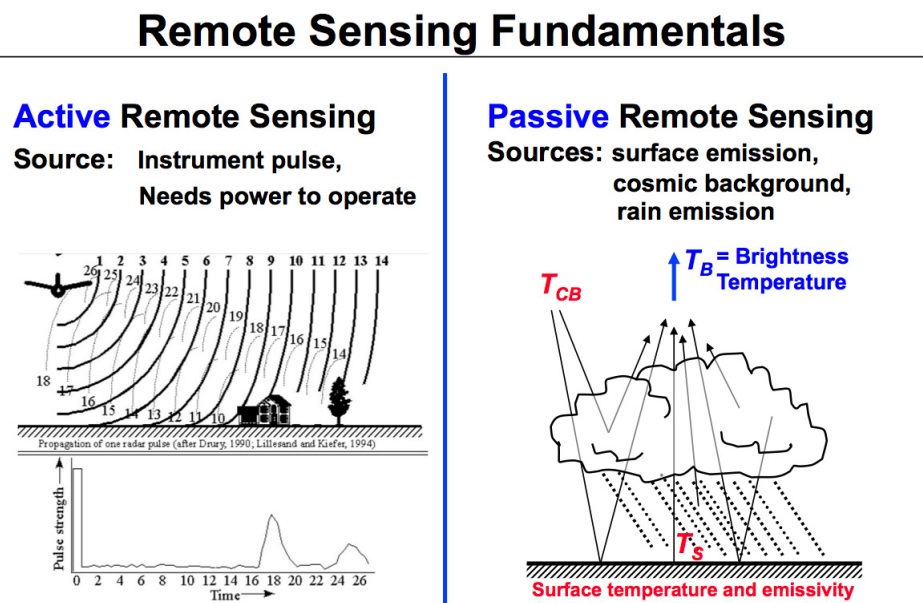 Remote Sensing Fundamentals
Active Remote Sensing
Source: Instrument pulse,
Needs power to operate
1 2 3 4 5 6 7 8 9 10 11 12 13 14
26 25 24 23 22 21 20 19 18 17 16 15 14
18 17 16 15 14 13 12 11 10
Propagation of one radar pulse (after Drury, 1990; Lillesand and Kiefer, 1994)
Pulse strength
0 2 4 6 8 10 12 14 16 18 20 22 24 26
Time
Passive Remote Sensing
Sources: surface emission,
cosmic background,
rain emission
TB = Brightness
Temperature
TCB
TS
Surface temperature and emissivity